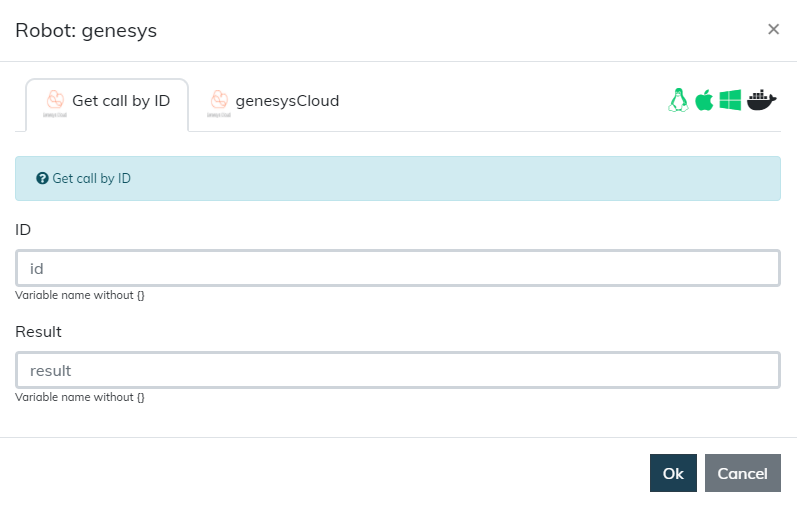 Robot: genesys
×
Get call by ID
genesysCloud
Get call by ID
ID
id
Variable name without {}
Result
result
Variable name without {}
Ok
Cancel